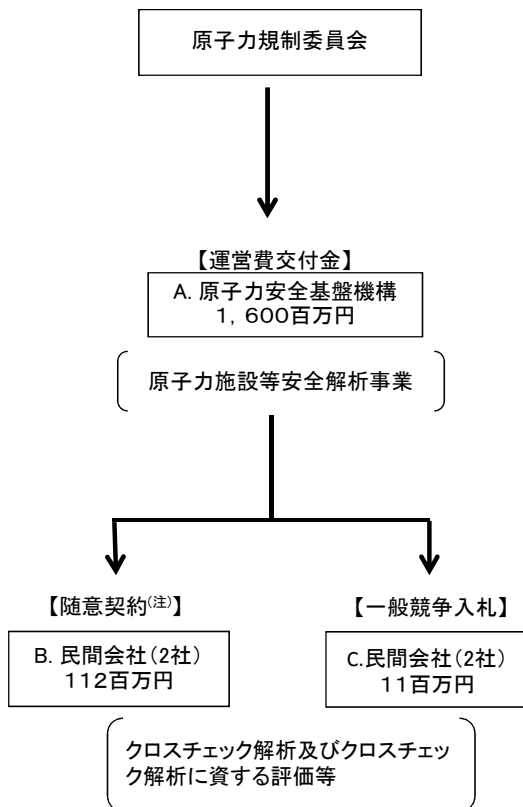 原子力規制委員会
【運営費交付金】
A. 原子力安全基盤機構
1，600百万円
原子力施設等安全解析事業
【随意契約(注)】
【一般競争入札】
B. 民間会社（2社）
112百万円
C.民間会社（2社）
11百万円
クロスチェック解析及びクロスチェッ
ク解析に資する評価等